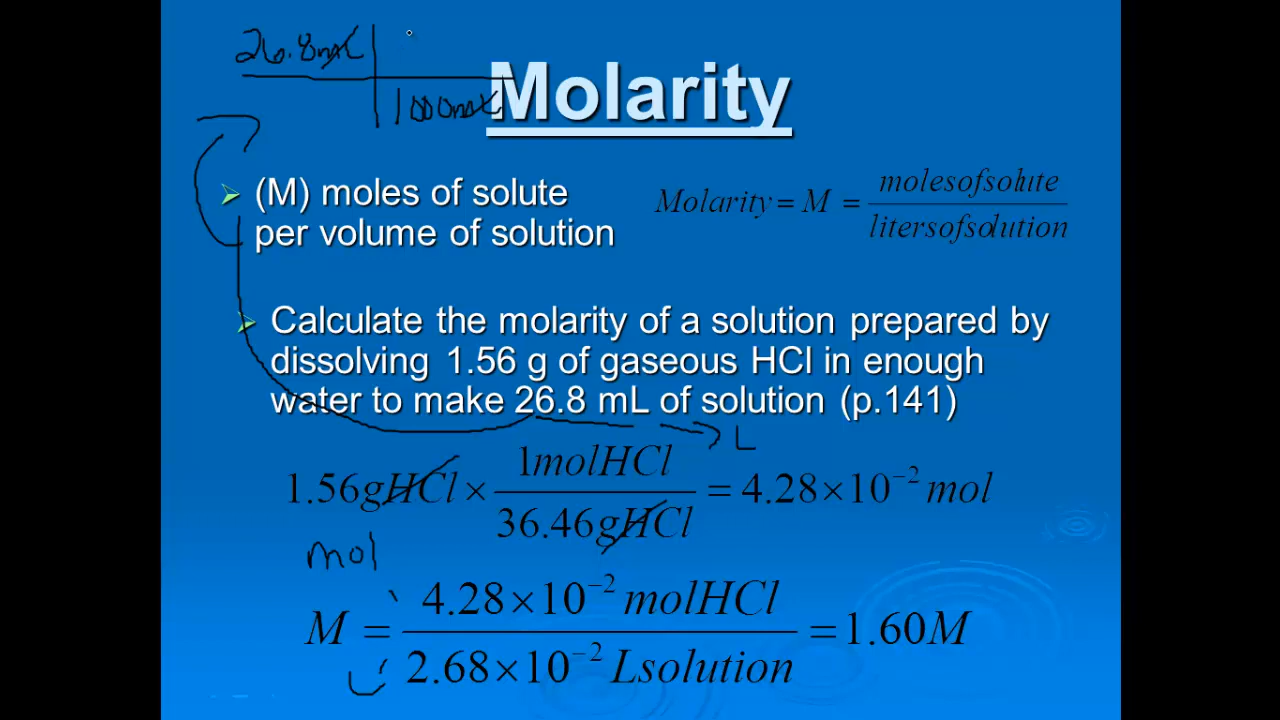 26.8mL
1000mL
Molarity
(M) moles of solute
per volume of solution
Molarity = M = molesofsolute
litersofsolution
Calculate the molarity of a solution prepared by
dissolving 1.56 g of gaseous HCl in enough
water to make 26.8 mL of solution (p.141)
L
1.56gHCl × 1molHCl / 36.46gHCl = 4.28×10⁻² mol
mol
M = 4.28×10⁻² molHCl / 2.68×10⁻² Lsolution = 1.60M
L